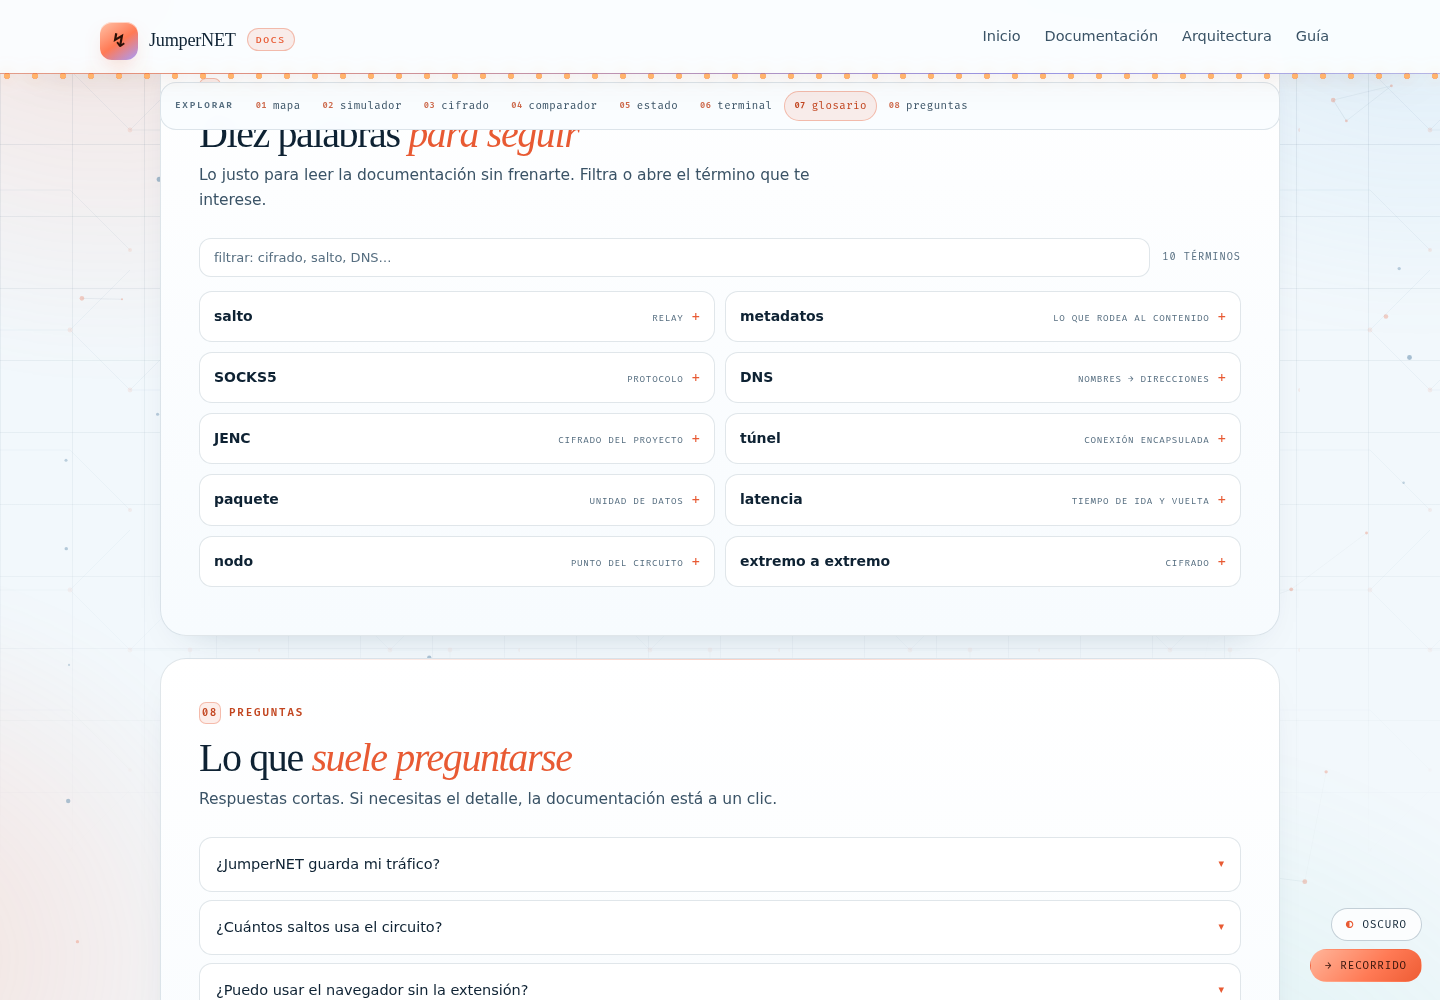 ↯ JumperNET DOCS Inicio Documentación Arquitectura Guía
EXPLORAR 01 mapa 02 simulador 03 cifrado 04 comparador 05 estado 06 terminal 07 glosario 08 preguntas
Diez palabras para seguir
Lo justo para leer la documentación sin frenarte. Filtra o abre el término que te
interese.
filtrar: cifrado, salto, DNS… 10 TÉRMINOS
salto RELAY +
metadatos LO QUE RODEA AL CONTENIDO +
SOCKS5 PROTOCOLO +
DNS NOMBRES → DIRECCIONES +
JENC CIFRADO DEL PROYECTO +
túnel CONEXIÓN ENCAPSULADA +
paquete UNIDAD DE DATOS +
latencia TIEMPO DE IDA Y VUELTA +
nodo PUNTO DEL CIRCUITO +
extremo a extremo CIFRADO +
08 PREGUNTAS
Lo que suele preguntarse
Respuestas cortas. Si necesitas el detalle, la documentación está a un clic.
¿JumperNET guarda mi tráfico? ▾
¿Cuántos saltos usa el circuito? ▾
¿Puedo usar el navegador sin la extensión? ▾
◐ OSCURO
→ RECORRIDO